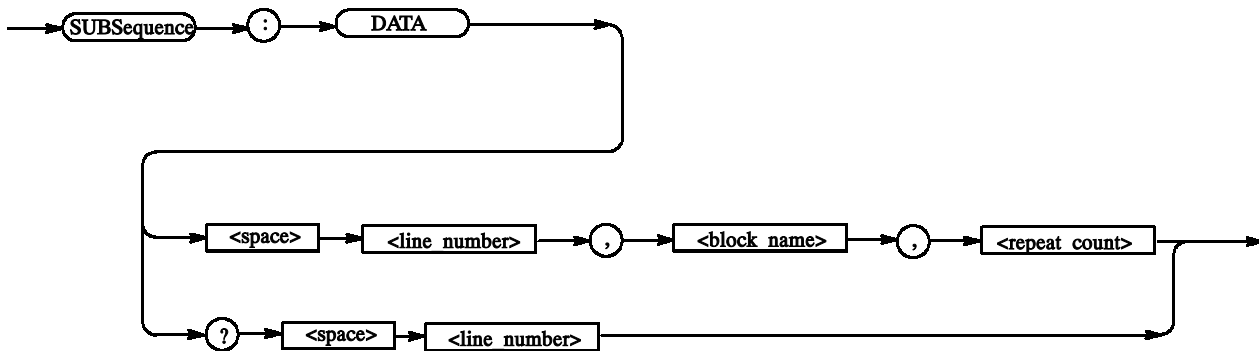 SUBSequence : DATA
<space> <line number> , <block name> , <repeat count>
? <space> <line number>